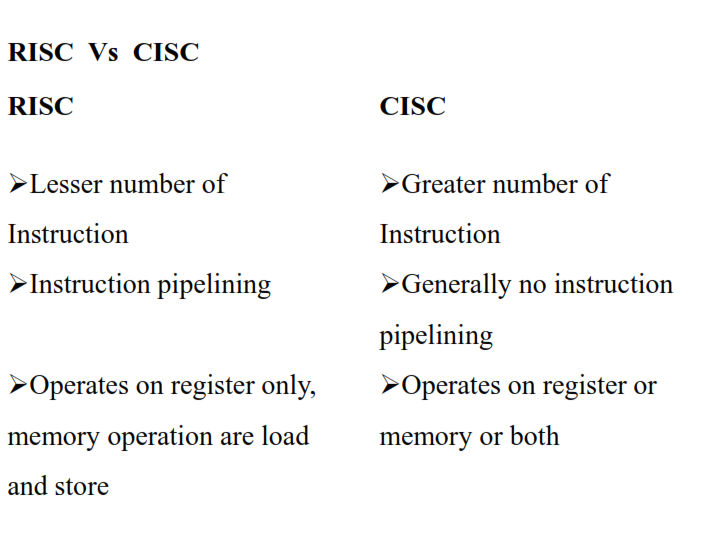 RISC Vs CISC
RISC
CISC
➢Lesser number of
Instruction
➢Instruction pipelining
➢Operates on register only,
memory operation are load
and store
➢Greater number of
Instruction
➢Generally no instruction
pipelining
➢Operates on register or
memory or both